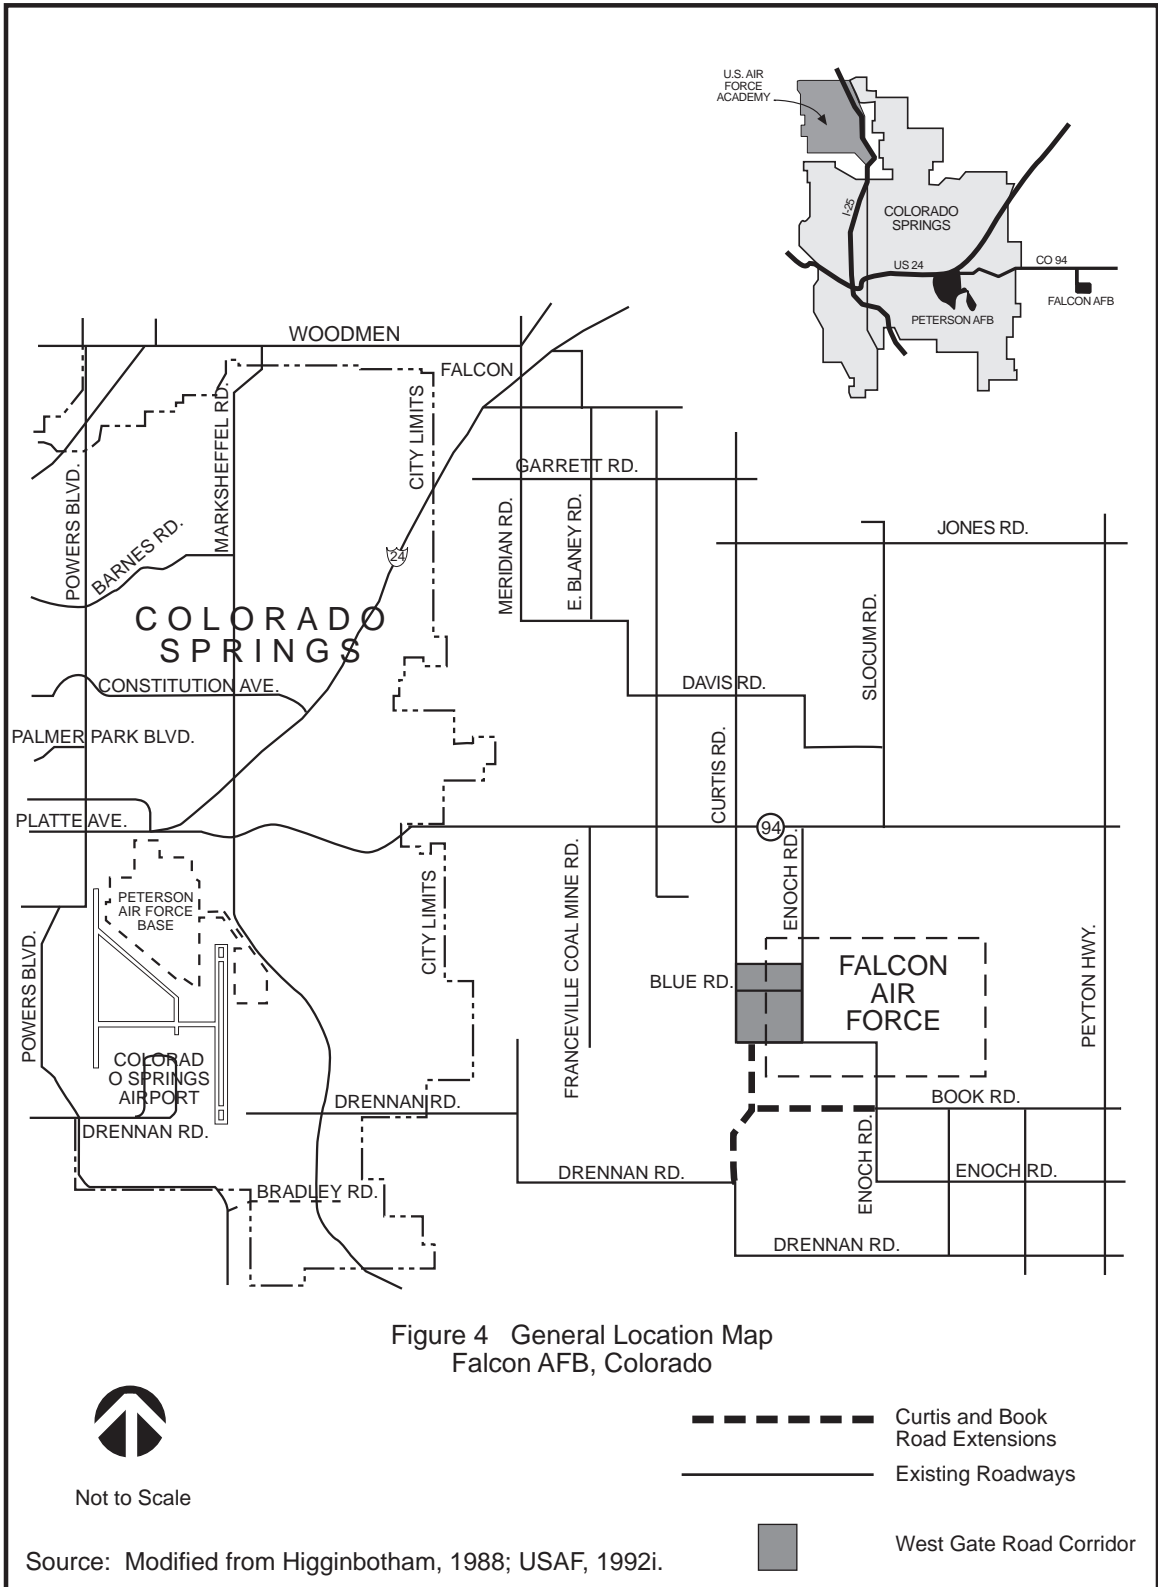 U.S. AIR
FORCE
ACADEMY
I-25
COLORADO
SPRINGS
US 24
CO 94
FALCON AFB
PETERSON AFB
WOODMEN
FALCON
CITY LIMITS
MARKSHEFFEL RD.
POWERS BLVD.
BARNES RD.
24
GARRETT RD.
MERIDIAN RD.
E. BLANEY RD.
JONES RD.
SLOCUM RD.
COLORADO
SPRINGS
CONSTITUTION AVE.
DAVIS RD.
PALMER PARK BLVD.
CURTIS RD.
PLATTE AVE.
94
ENOCH RD.
FRANCEVILLE COAL MINE RD.
CITY LIMITS
PETERSON
AIR FORCE
BASE
POWERS BLVD.
BLUE RD.
FALCON
AIR
FORCE
PEYTON HWY.
COLORAD
O SPRINGS
AIRPORT
DRENNAN RD.
DRENNAN RD.
BOOK RD.
ENOCH RD.
DRENNAN RD.
ENOCH RD.
BRADLEY RD.
DRENNAN RD.
Figure 4 General Location Map
Falcon AFB, Colorado
Curtis and Book
Road Extensions
Existing Roadways
Not to Scale
West Gate Road Corridor
Source: Modified from Higginbotham, 1988; USAF, 1992i.